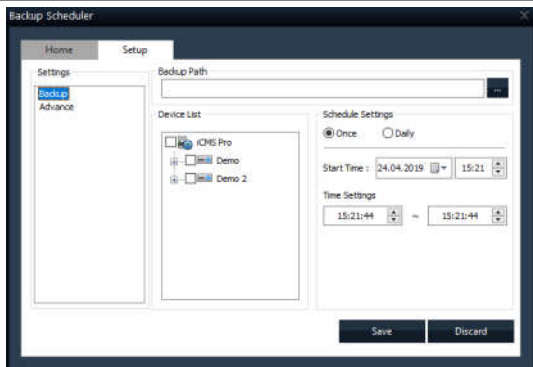 Backup Scheduler
Home Setup
Settings
Backup
Advance
Backup Path
...
Device List
iCMS Pro
Demo
Demo 2
Schedule Settings
Once Daily
Start Time : 24.04.2019 15:21
Time Settings
15:21:44 ~ 15:21:44
Save Discard